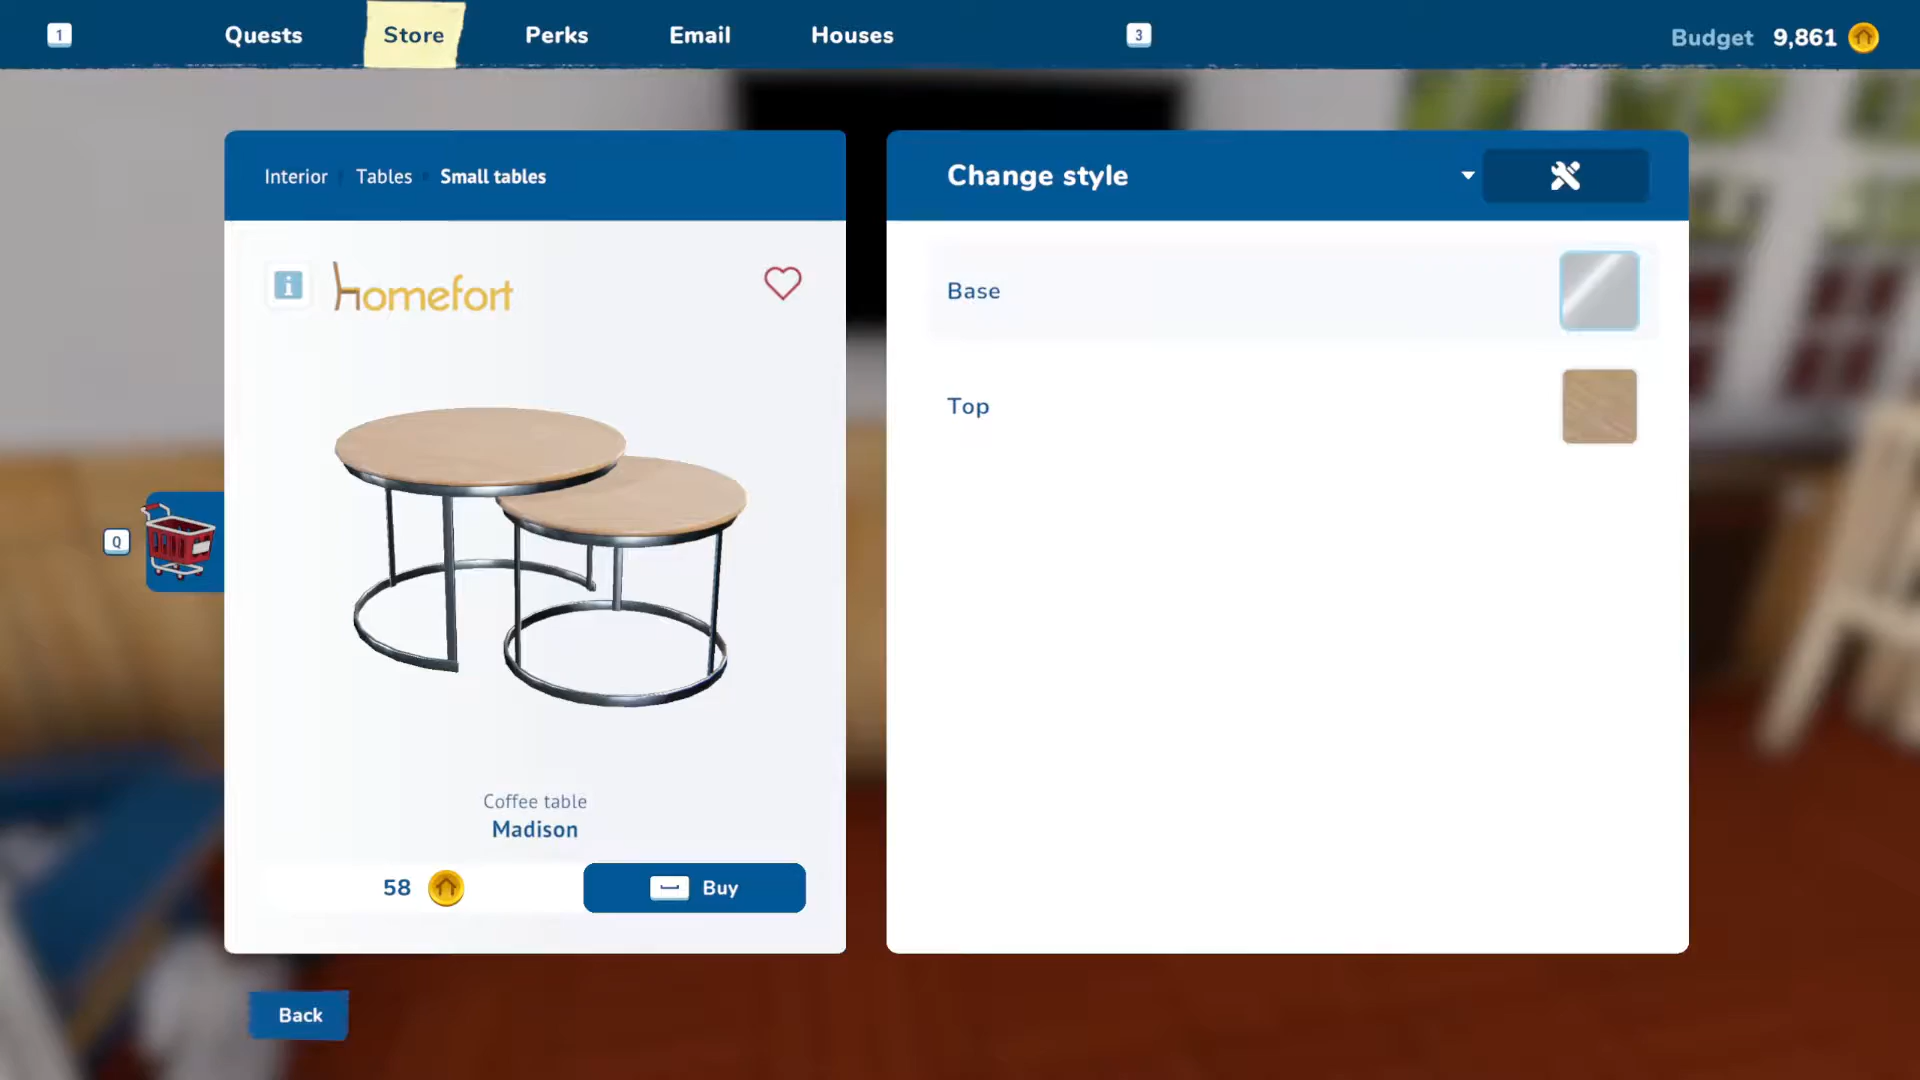 1
Quests
Store
Perks
Email
Houses
3
Budget 9,861
Interior
Tables
Small tables
Change style
i
homefort
Base
Top
Q
Coffee table
Madison
58
Buy
Back